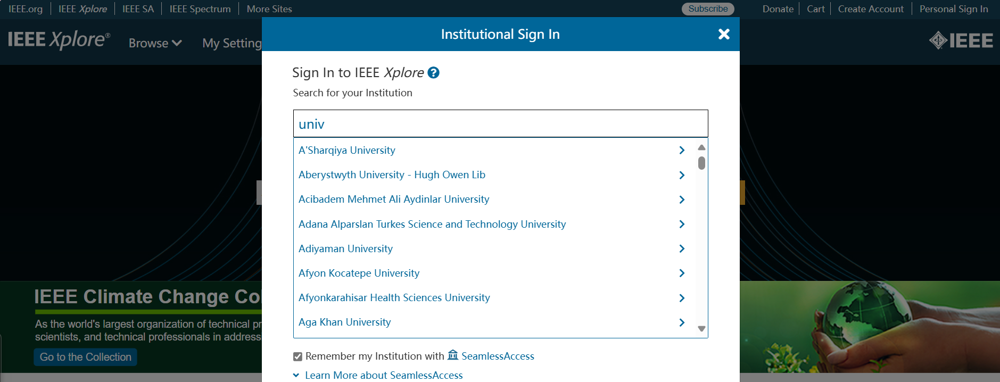 IEEE.org IEEE Xplore IEEE SA IEEE Spectrum More Sites Subscribe Donate Cart Create Account Personal Sign In
IEEE Xplore® Browse My Setting IEEE
Institutional Sign In
Sign In to IEEE Xplore ?
Search for your Institution
univ
A'Sharqiya University
Aberystwyth University - Hugh Owen Lib
Acibadem Mehmet Ali Aydinlar University
Adana Alparslan Turkes Science and Technology University
Adiyaman University
Afyon Kocatepe University
Afyonkarahisar Health Sciences University
Aga Khan University
Remember my Institution with SeamlessAccess
Learn More about SeamlessAccess
IEEE Climate Change Col
As the world's largest organization of technical pr
scientists, and technical professionals in addressi
Go to the Collection